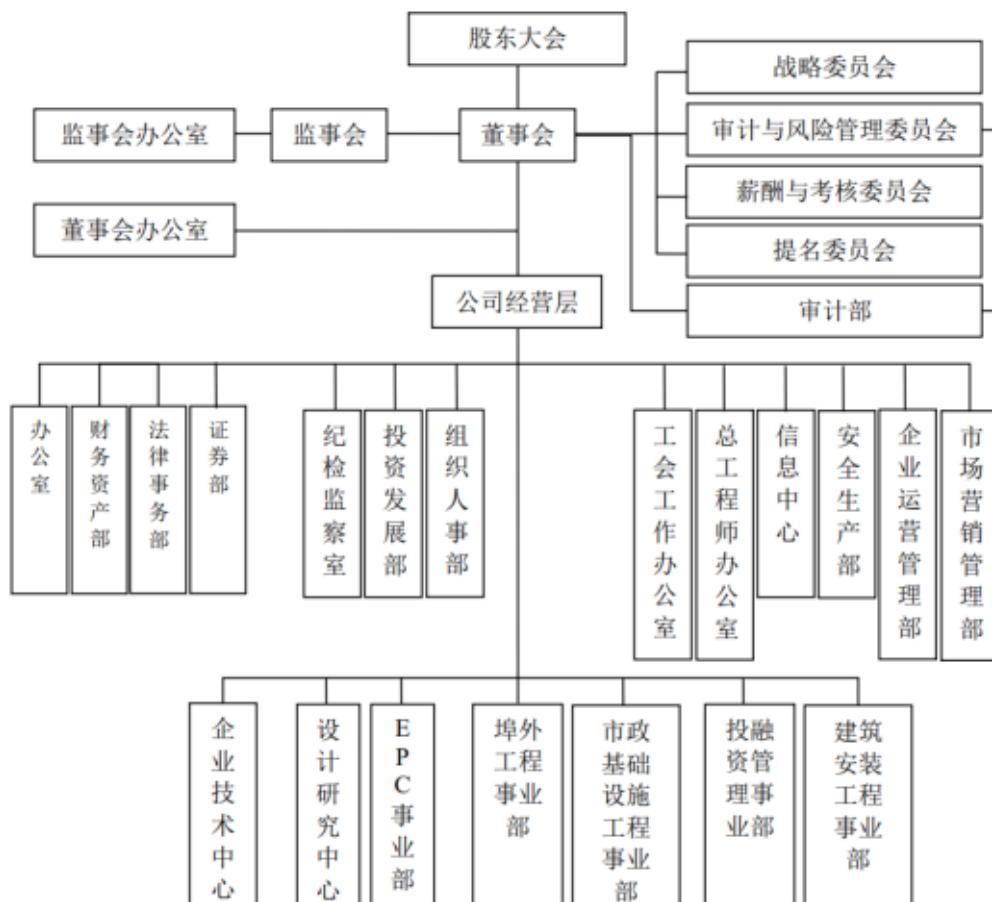 股东大会
战略委员会
监事会办公室
监事会
董事会
审计与风险管理委员会
薪酬与考核委员会
董事会办公室
提名委员会
公司经营层
审计部
办公室
财务资产部
法律事务部
证券部
纪检监察室
投资发展部
组织人事部
工会工作办公室
总工程师办公室
信息中心
安全生产部
企业运营管理部
市场营销管理部
企业技术中心
设计研究中心
EPC事业部
埠外
工程
事业
部
市政
基础
设施
工程
事业
部
投融
资管
理事
业部
建筑
安装
工程
事业
部